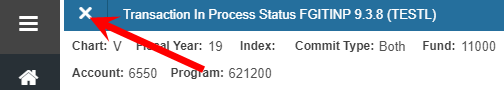 Transaction In Process Status FGITINP 9.3.8 (TESTL)
Chart: V Fiscal Year: 19 Index: Commit Type: Both Fund: 11000
Account: 6550 Program: 621200